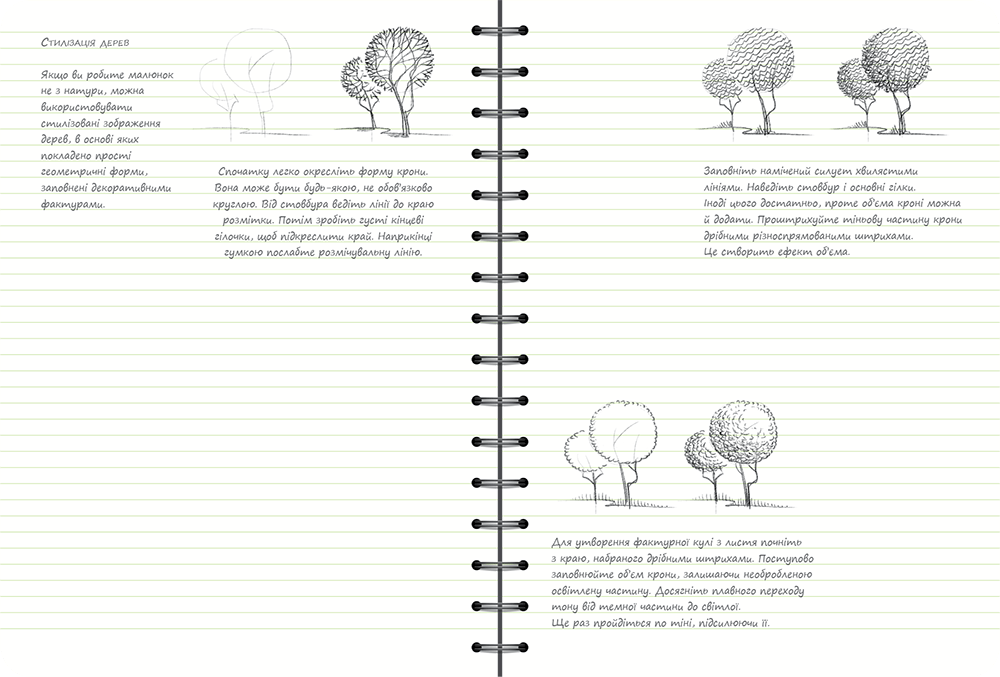 Стилізація дерев
Якщо ви робите малюнок
не з натури, можна
використовувати
стилізовані зображення
дерев, в основі яких
покладено прості
геометричні форми,
заповнені декоративними
фактурами.
Спочатку легко окресліть форму крони.
Вона може бути будь-якою, не обов'язково
круглою. Від стовбура ведіть лінії до краю
розмітки. Потім зробіть густі кінцеві
гілочки, щоб підкреслити край. Наприкінці
гумкою послабте розмічувальну лінію.
Заповніть намічений силует хвилястими
лініями. Наведіть стовбур і основні гілки.
Іноді цього достатньо, проте об'єма кроні можна
й додати. Проштрихуйте тіньову частину крони
дрібними різноспрямованими штрихами.
Це створить ефект об'єма.
Для утворення фактурної кулі з листя почніть
з краю, набраного дрібними штрихами. Поступово
заповнюйте об'єм крони, залишаючи необробленою
освітлену частину. Досягніть плавного переходу
тону від темної частини до світлої.
Ще раз пройдіться по тіні, підсилюючи її.